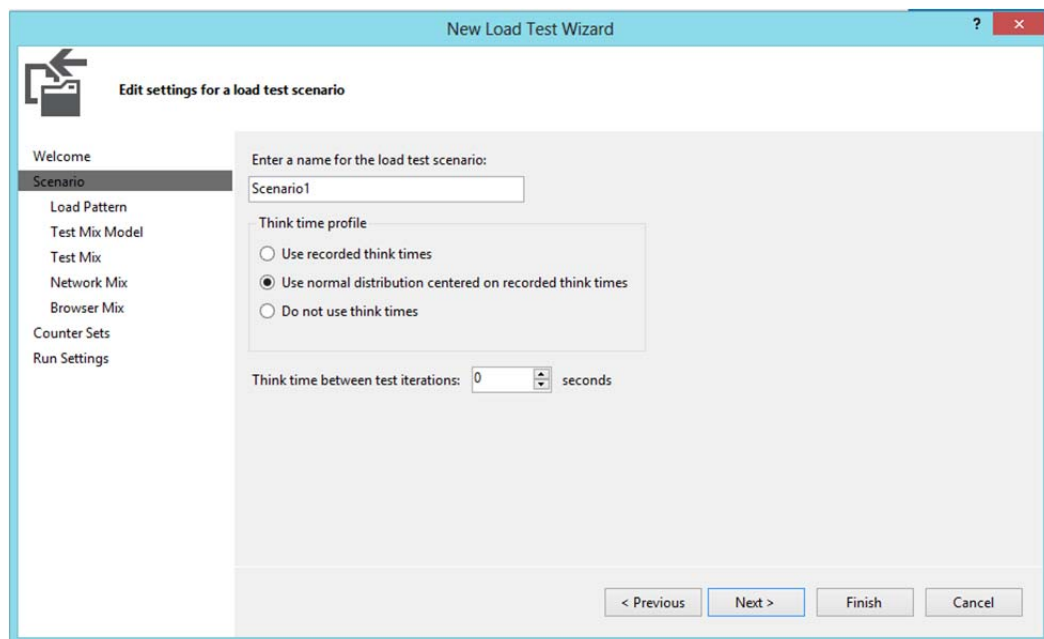 New Load Test Wizard
?
Edit settings for a load test scenario
Welcome
Scenario
Load Pattern
Test Mix Model
Test Mix
Network Mix
Browser Mix
Counter Sets
Run Settings
Enter a name for the load test scenario:
Scenario1
Think time profile
Use recorded think times
Use normal distribution centered on recorded think times
Do not use think times
Think time between test iterations: 0 seconds
< Previous Next > Finish Cancel